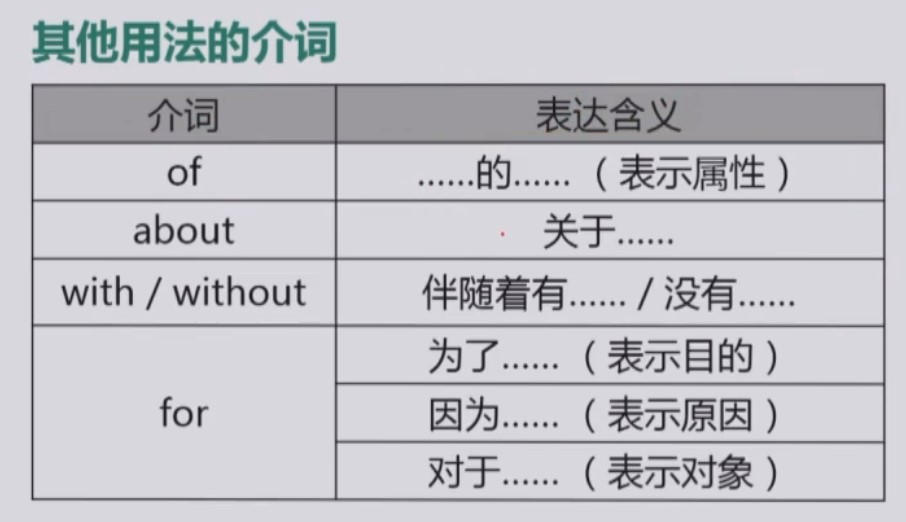 其他用法的介词
介词 表达含义
of ……的……（表示属性）
about 关于……
with / without 伴随着有…… / 没有……
for
为了……（表示目的）
因为……（表示原因）
对于……（表示对象）